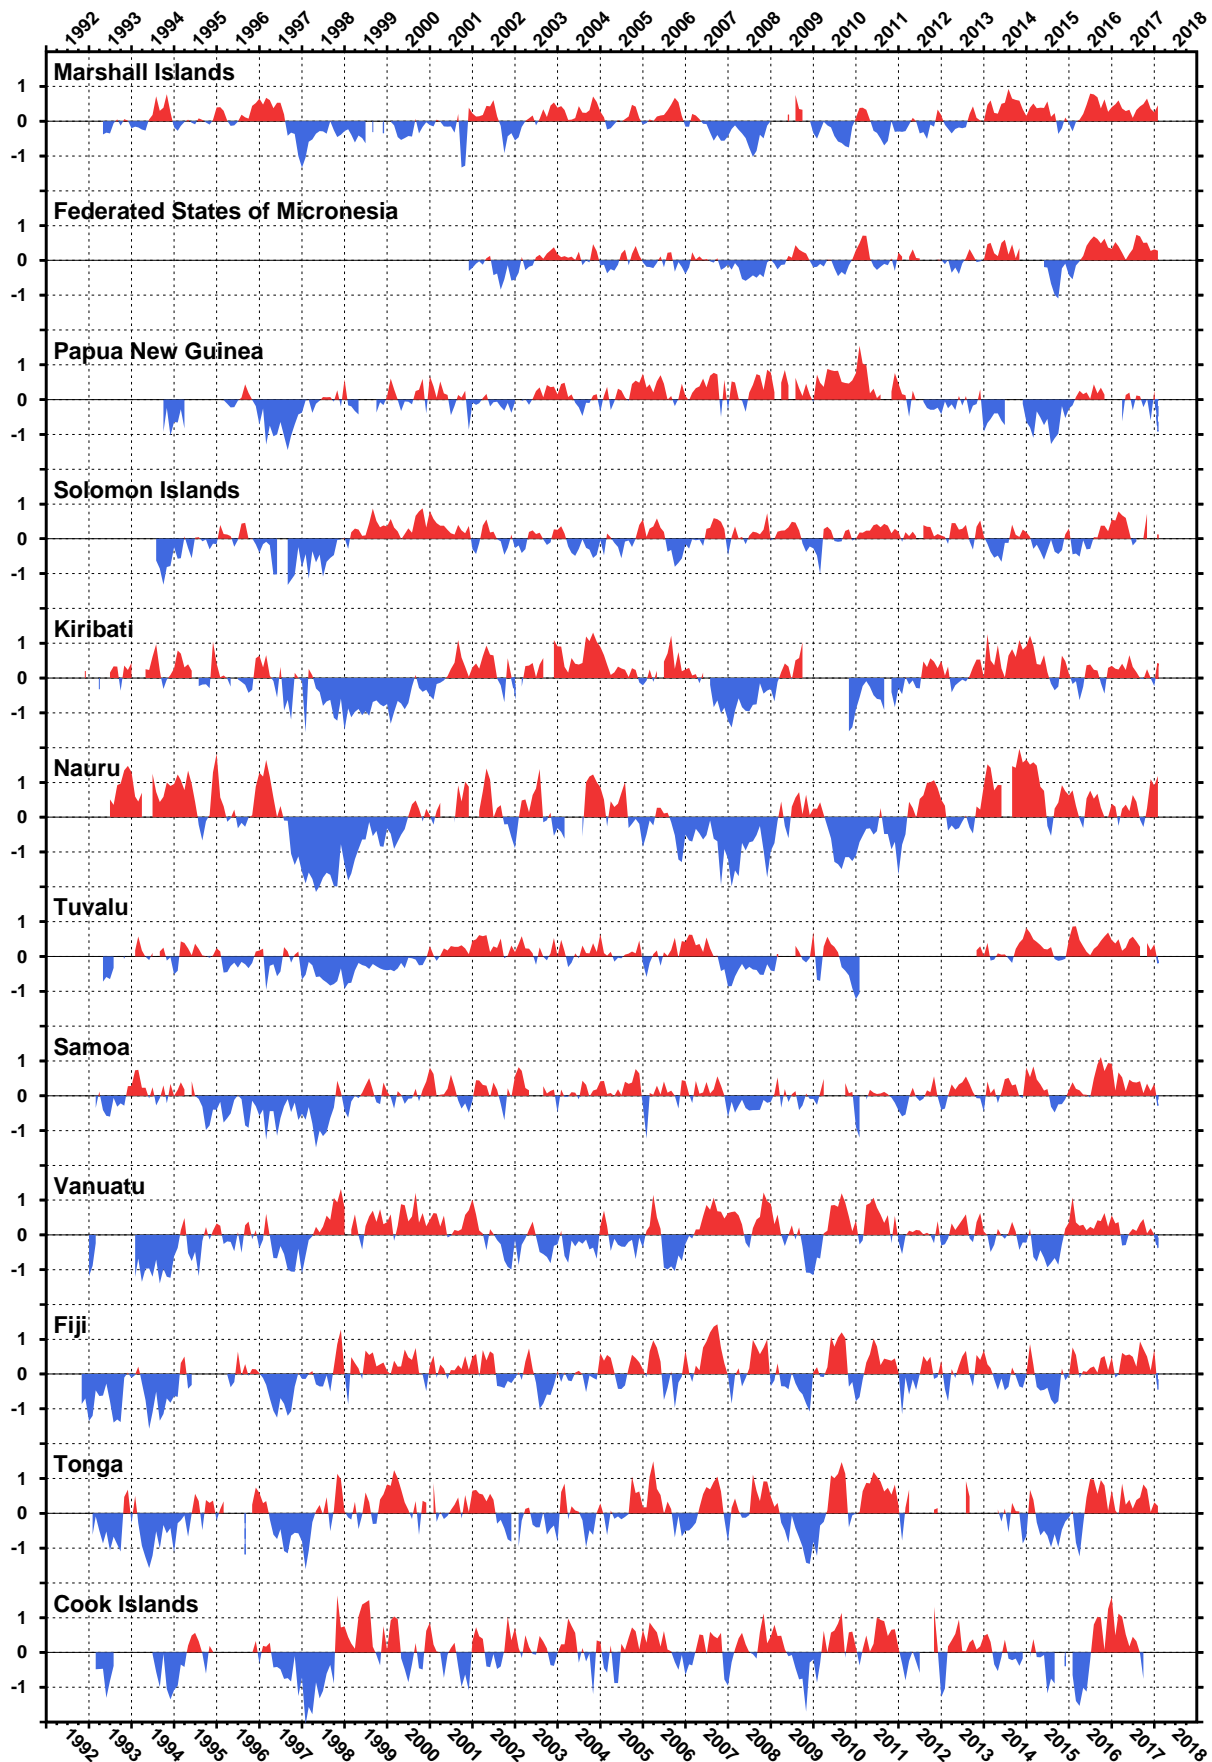 1992 1993 1994 1995 1996 1997 1998 1999 2000 2001 2002 2003 2004 2005 2006 2007 2008 2009 2010 2011 2012 2013 2014 2015 2016 2017 2018
Marshall Islands
1
0
-1
Federated States of Micronesia
1
0
-1
Papua New Guinea
1
0
-1
Solomon Islands
1
0
-1
Kiribati
1
0
-1
Nauru
1
0
-1
Tuvalu
1
0
-1
Samoa
1
0
-1
Vanuatu
1
0
-1
Fiji
1
0
-1
Tonga
1
0
-1
Cook Islands
1
0
-1
1992 1993 1994 1995 1996 1997 1998 1999 2000 2001 2002 2003 2004 2005 2006 2007 2008 2009 2010 2011 2012 2013 2014 2015 2016 2017 2018